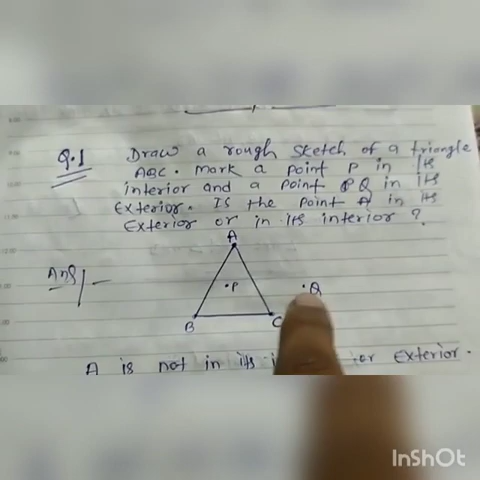 Q.1 Draw a rough sketch of a triangle
ABC. Mark a point P in its
interior and a point Q in its
Exterior. Is the point A in its
Exterior or in its interior ?
A
Ans
.P
.Q
B
C
A is not in its or Exterior.
InShOt